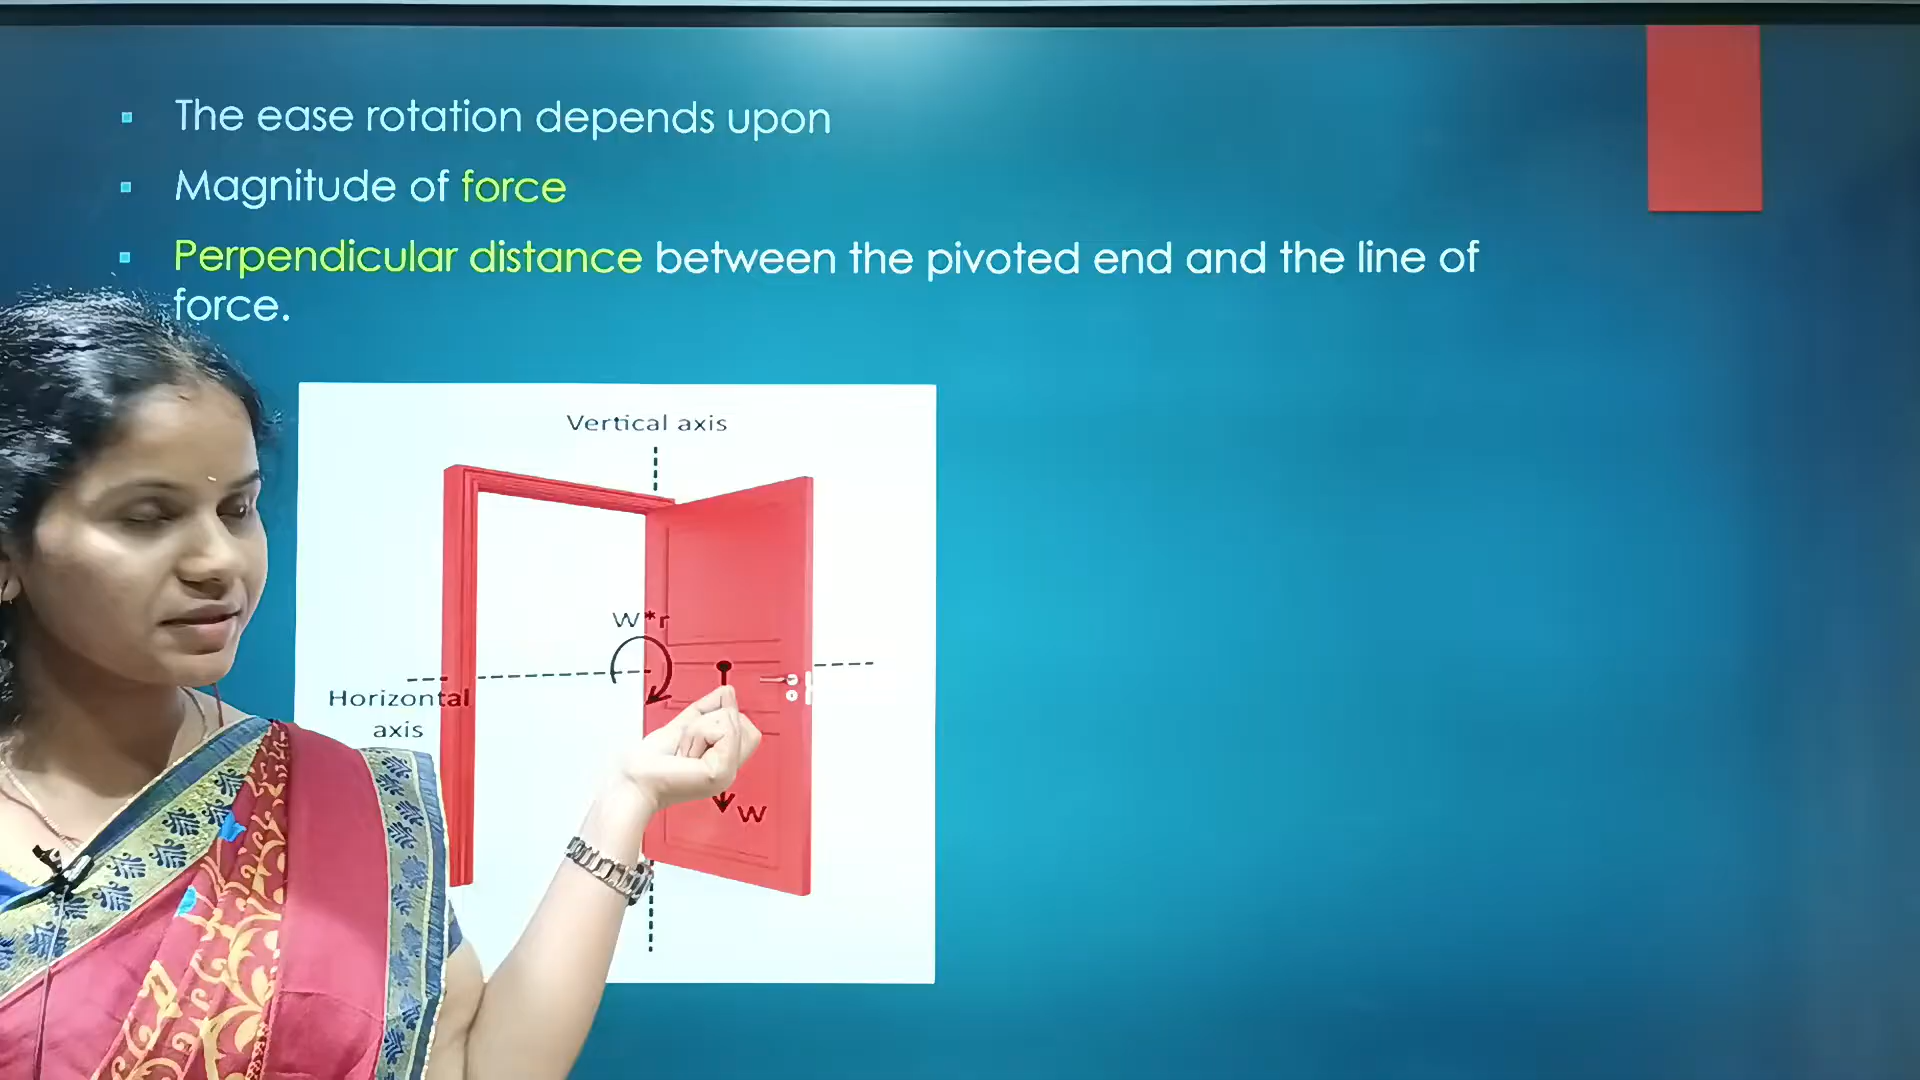 The ease rotation depends upon
Magnitude of force
Perpendicular distance between the pivoted end and the line of
force.
Vertical axis
W*r
Horizontal
axis
W